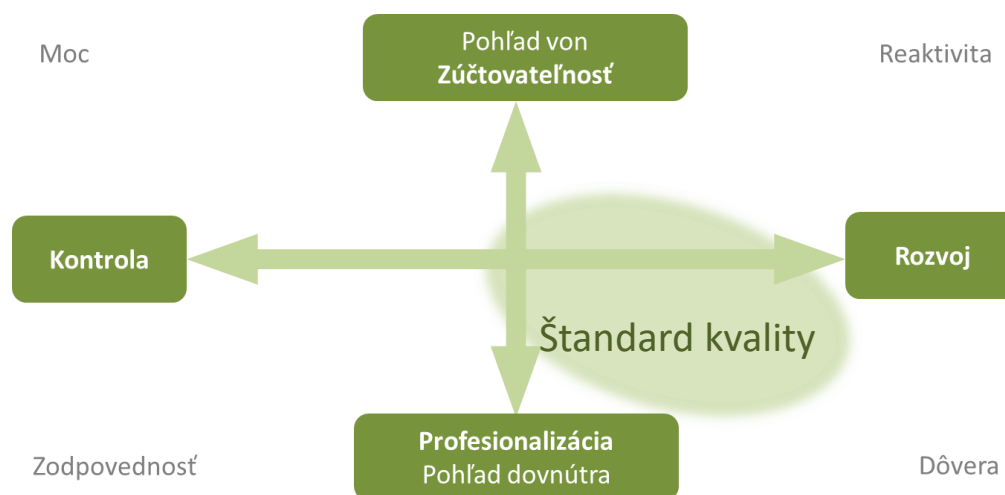 Moc
Pohľad von
Zúčtovateľnosť
Reaktivita
Kontrola
Rozvoj
Štandard kvality
Profesionalizácia
Pohľad dovnútra
Zodpovednosť
Dôvera